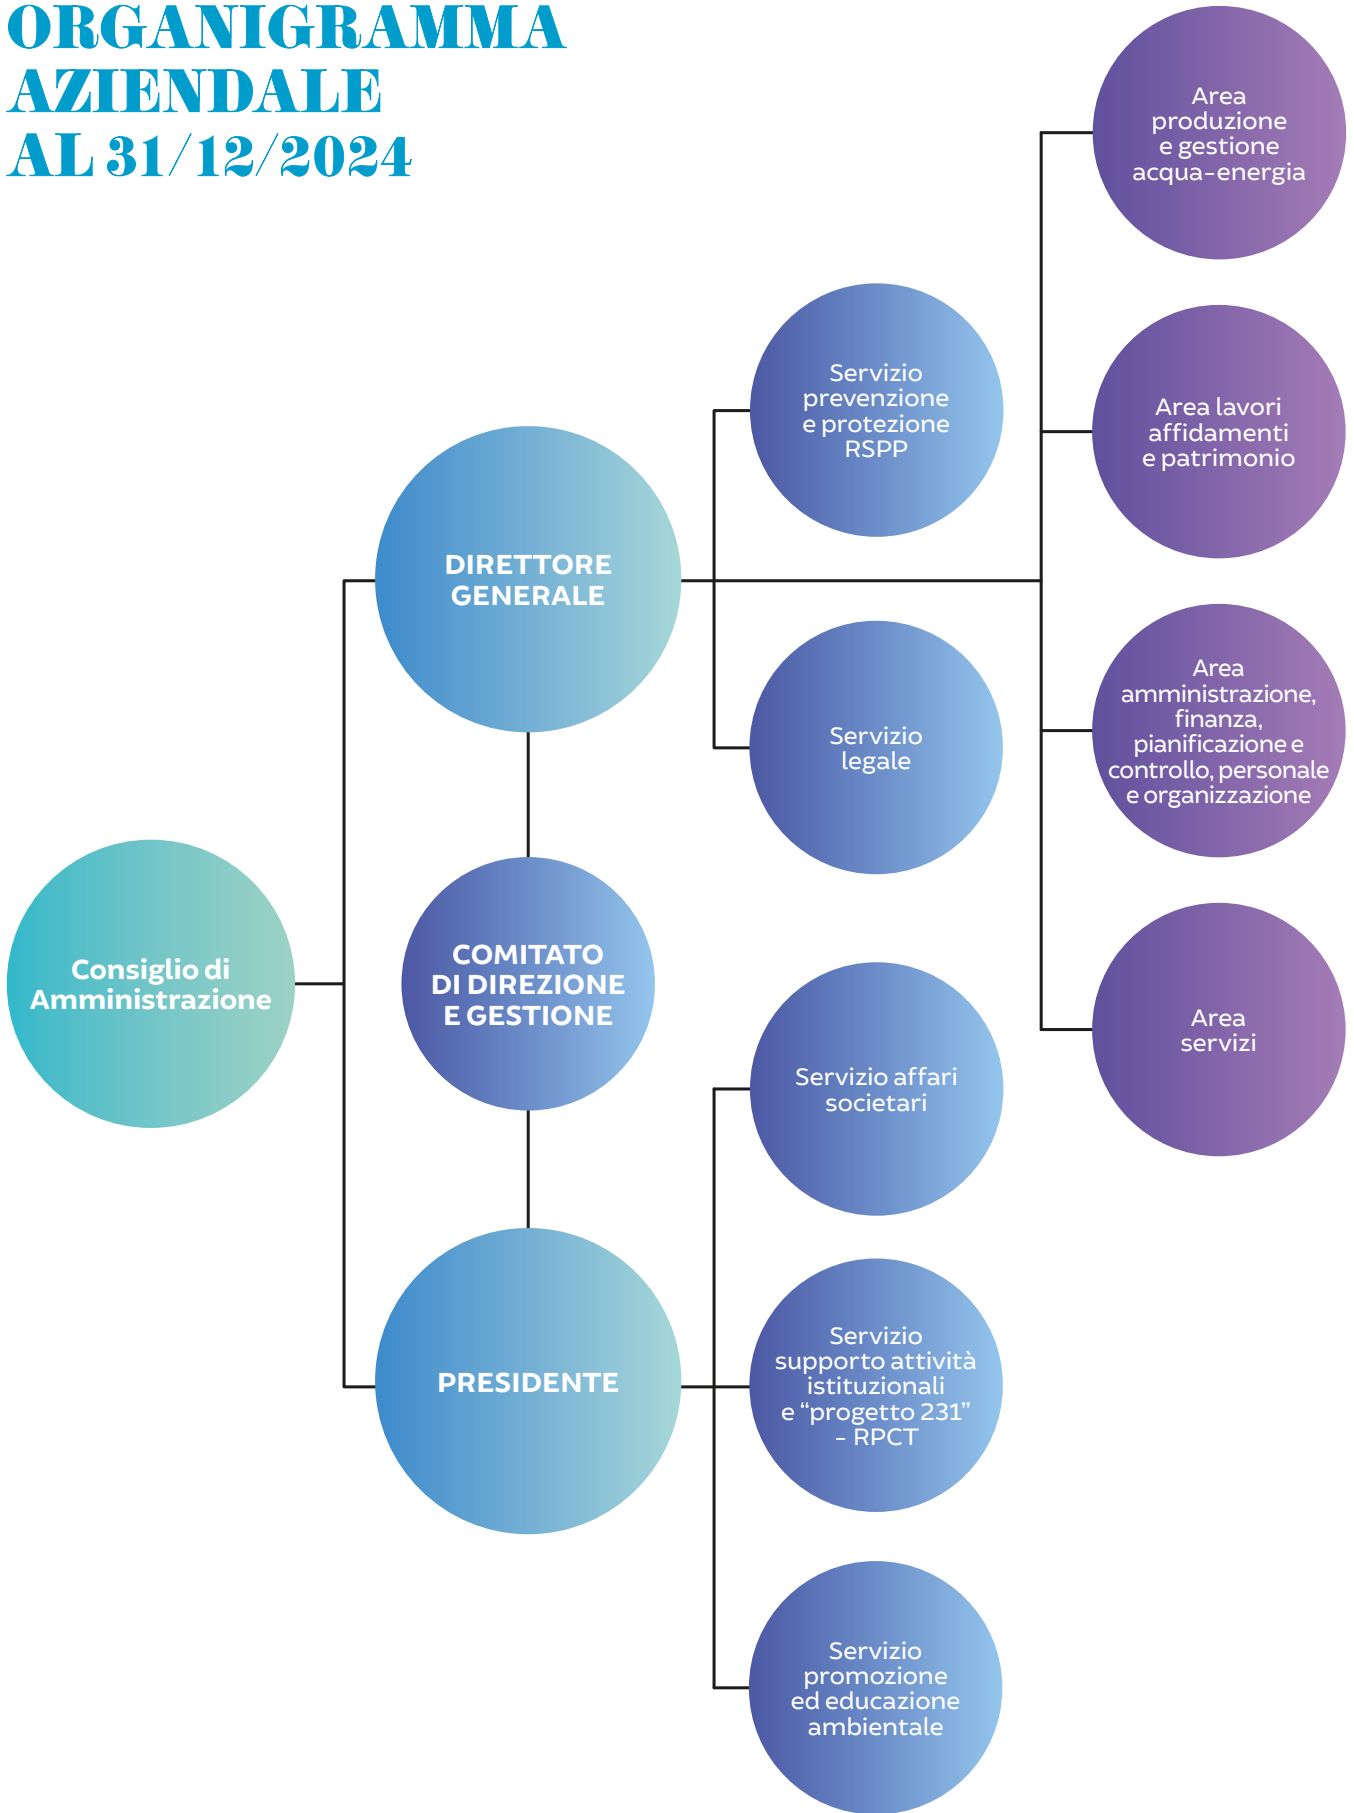 ORGANIGRAMMA
AZIENDALE
AL 31/12/2024
Consiglio di
Amministrazione
DIRETTORE
GENERALE
COMITATO
DI DIREZIONE
E GESTIONE
PRESIDENTE
Servizio
prevenzione
e protezione
RSPP
Servizio
legale
Servizio affari
societari
Servizio
supporto attività
istituzionali
e “progetto 231”
- RPCT
Servizio
promozione
ed educazione
ambientale
Area
produzione
e gestione
acqua-energia
Area lavori
affidamenti
e patrimonio
Area
amministrazione,
finanza,
pianificazione e
controllo, personale
e organizzazione
Area
servizi